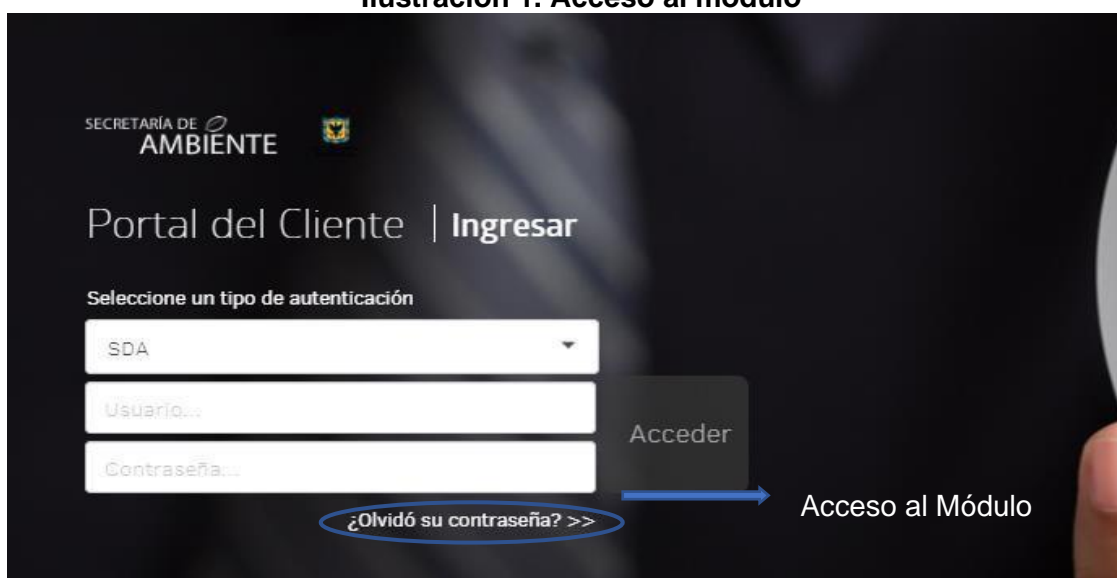 Ilustración 1. Acceso al módulo
SECRETARÍA DE
AMBIENTE
Portal del Cliente | Ingresar
Seleccione un tipo de autenticación
SDA
Usuario...
Contraseña...
Acceder
¿Olvidó su contraseña? >>
Acceso al Módulo